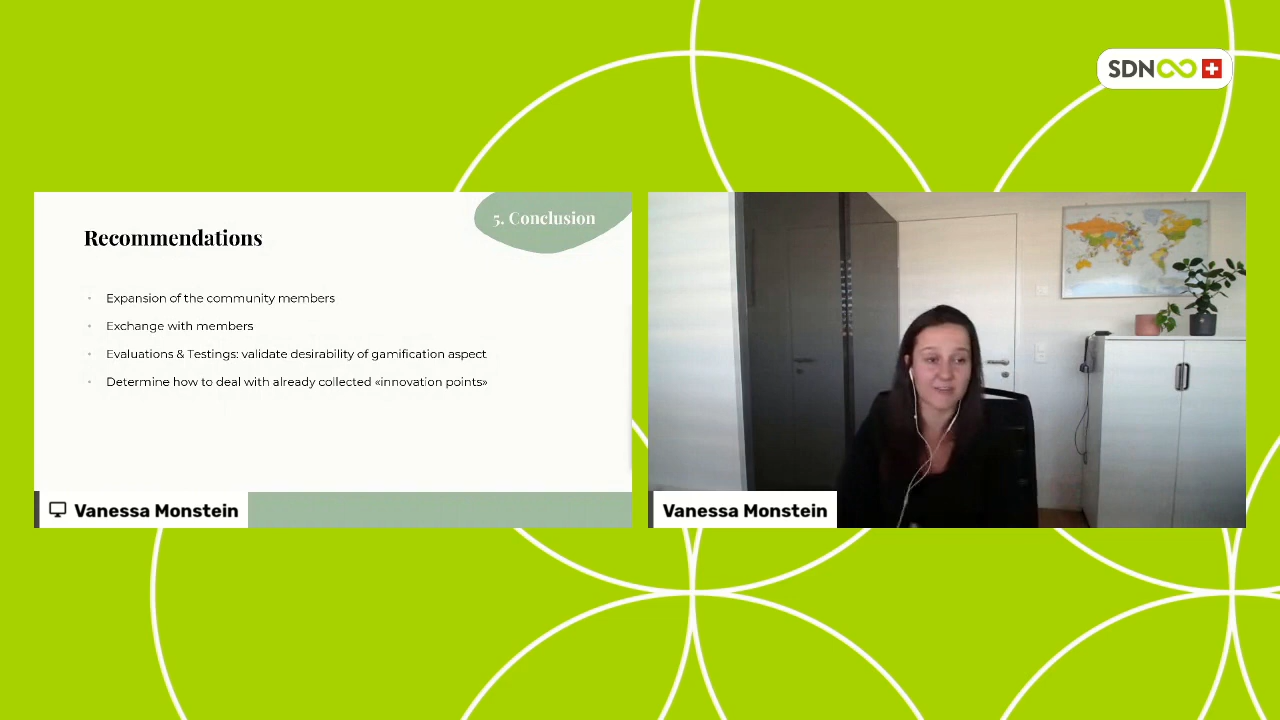 SDN
5. Conclusion
Recommendations
• Expansion of the community members
• Exchange with members
• Evaluations & Testings: validate desirability of gamification aspect
• Determine how to deal with already collected «innovation points»
Vanessa Monstein
Vanessa Monstein